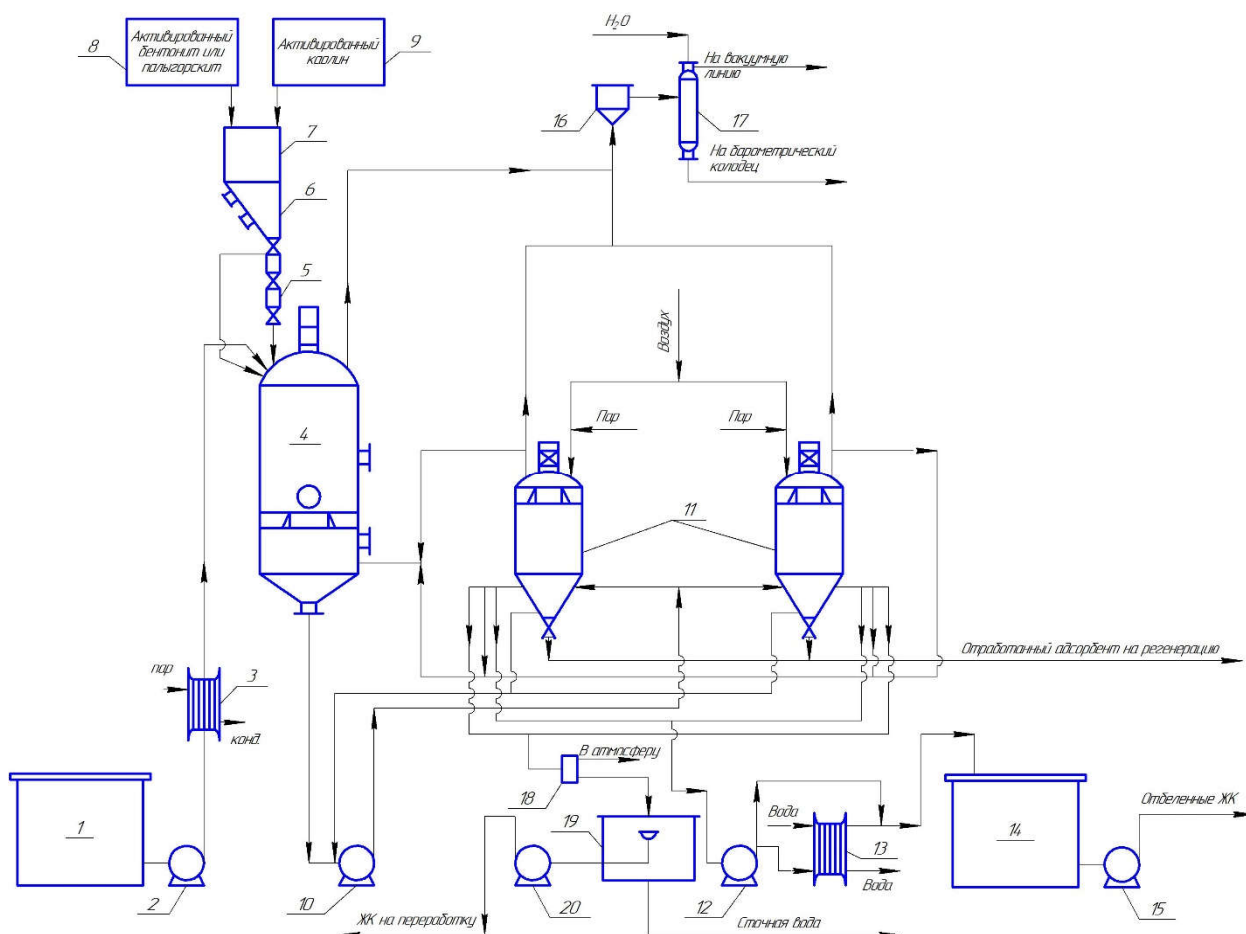 8
Активированный
бентонит или
палыгорскит
Активированный
каолин
9
H₂O
На вакуумную
линию
16
17
На барометрический
колодец
7
6
5
Воздух
Пар
Пар
4
11
Отработанный адсорбент на регенерацию
пар
3
конд.
В атмосферу
18
1
2
10
19
20
12
Вода
13
Вода
14
15
Отбеленные ЖК
ЖК на переработку
Сточная вода